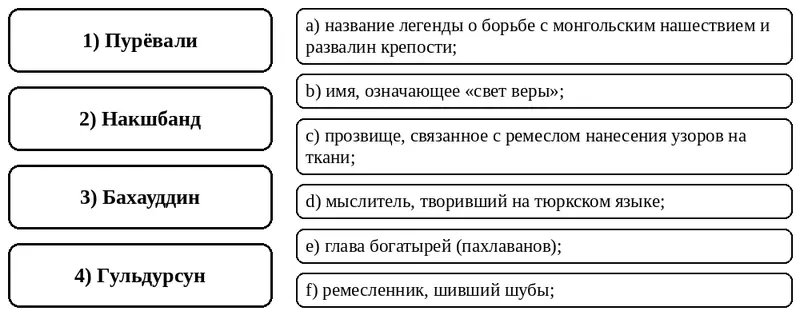 1) Пурёвали
2) Накшбанд
3) Бахауддин
4) Гульдурсун
a) название легенды о борьбе с монгольским нашествием и
развалин крепости;
b) имя, означающее «свет веры»;
c) прозвище, связанное с ремеслом нанесения узоров на
ткани;
d) мыслитель, творивший на тюркском языке;
e) глава богатырей (пахлаванов);
f) ремесленник, шивший шубы;